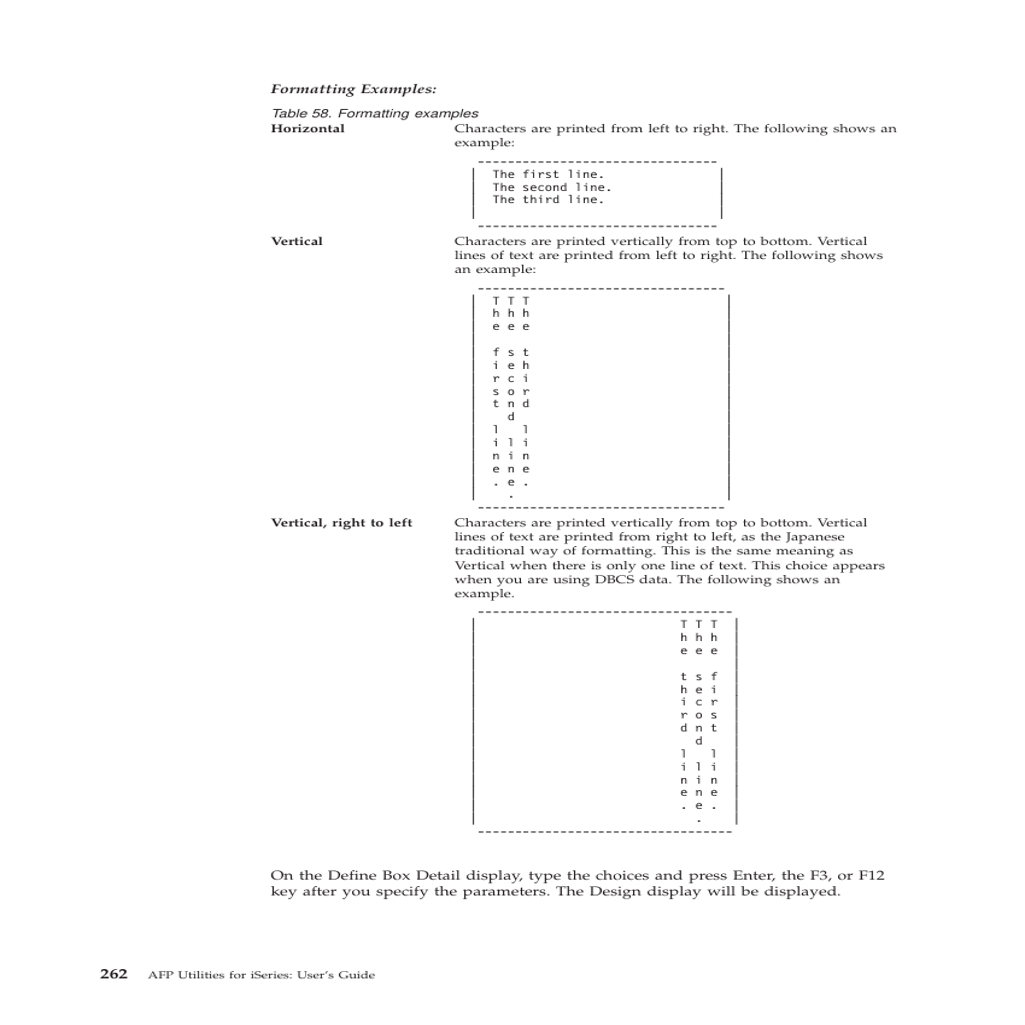 Formatting Examples:
Table 58. Formatting examples
Horizontal Characters are printed from left to right. The following shows an
example:
--------------------------------
| The first line. |
| The second line. |
| The third line. |
| |
--------------------------------
Vertical Characters are printed vertically from top to bottom. Vertical
lines of text are printed from left to right. The following shows
an example:
---------------------------------
| T T T |
| h h h |
| e e e |
| |
| f s t |
| i e h |
| r c i |
| s o r |
| t n d |
| d |
| l l |
| i l i |
| n i n |
| e n e |
| . e . |
| . |
---------------------------------
Vertical, right to left Characters are printed vertically from top to bottom. Vertical
lines of text are printed from right to left, as the Japanese
traditional way of formatting. This is the same meaning as
Vertical when there is only one line of text. This choice appears
when you are using DBCS data. The following shows an
example.
----------------------------------
| T T T |
| h h h |
| e e e |
| |
| t s f |
| h e i |
| i c r |
| r o s |
| d n t |
| d |
| l l |
| i l i |
| n i n |
| e n e |
| . e . |
| . |
----------------------------------
On the Define Box Detail display, type the choices and press Enter, the F3, or F12
key after you specify the parameters. The Design display will be displayed.
262 AFP Utilities for iSeries: User's Guide